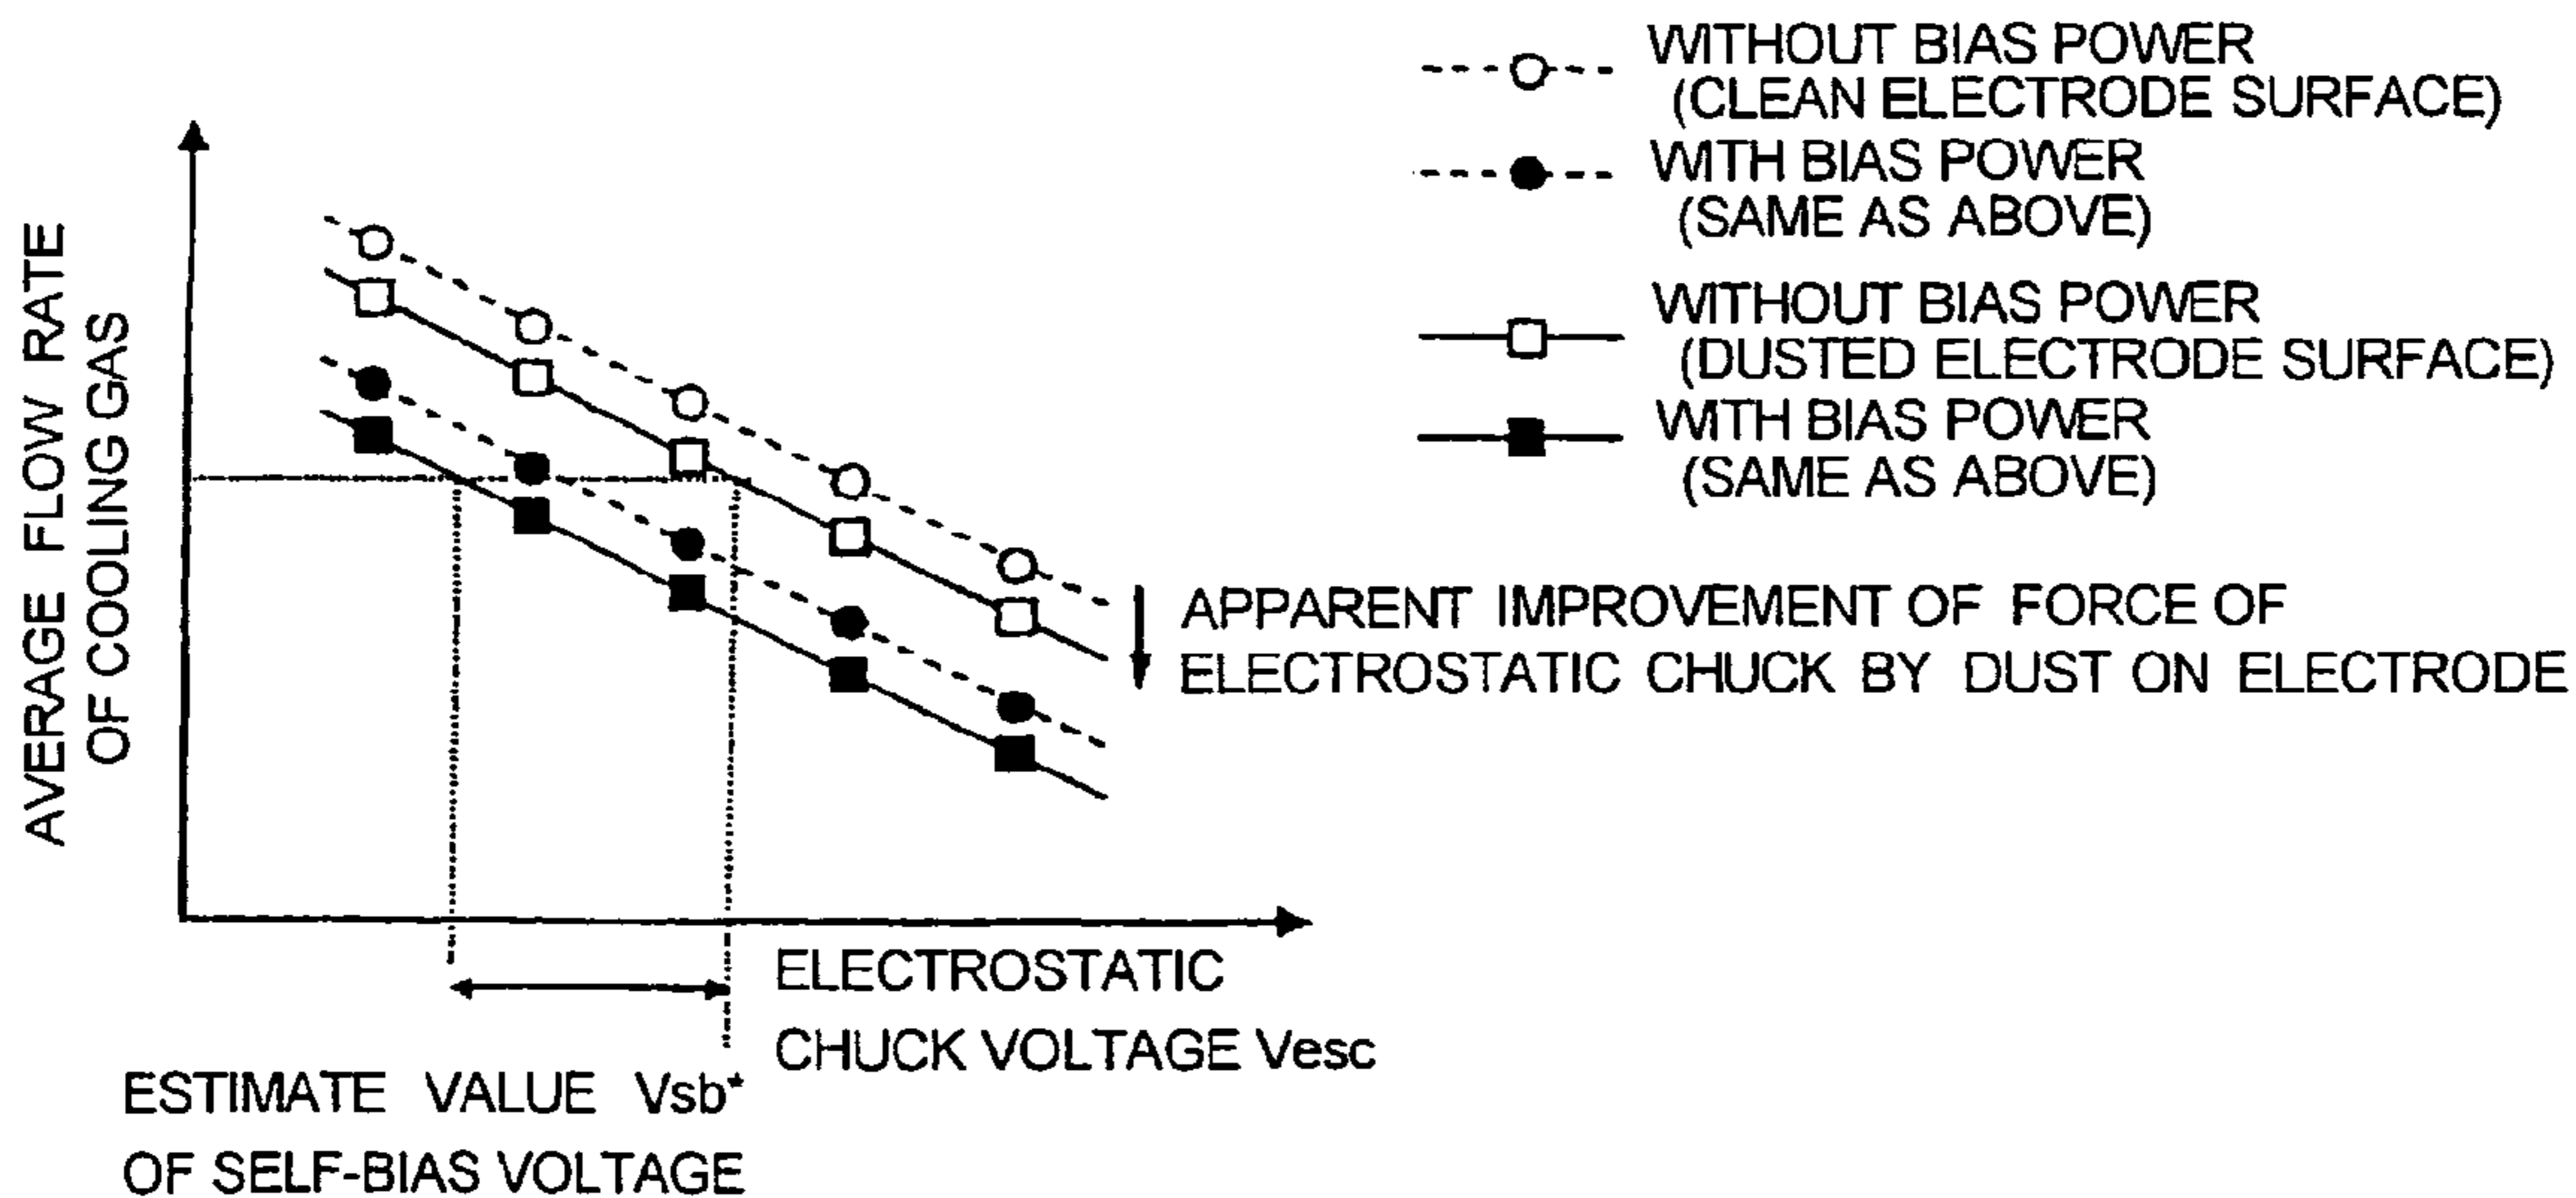 WITHOUT BIAS POWER
(CLEAN ELECTRODE SURFACE)
WITH BIAS POWER
(SAME AS ABOVE)
WITHOUT BIAS POWER
(DUSTED ELECTRODE SURFACE)
WITH BIAS POWER
(SAME AS ABOVE)
AVERAGE FLOW RATE
OF COOLING GAS
APPARENT IMPROVEMENT OF FORCE OF
ELECTROSTATIC CHUCK BY DUST ON ELECTRODE
ELECTROSTATIC
CHUCK VOLTAGE Vesc
ESTIMATE VALUE Vsb*
OF SELF-BIAS VOLTAGE